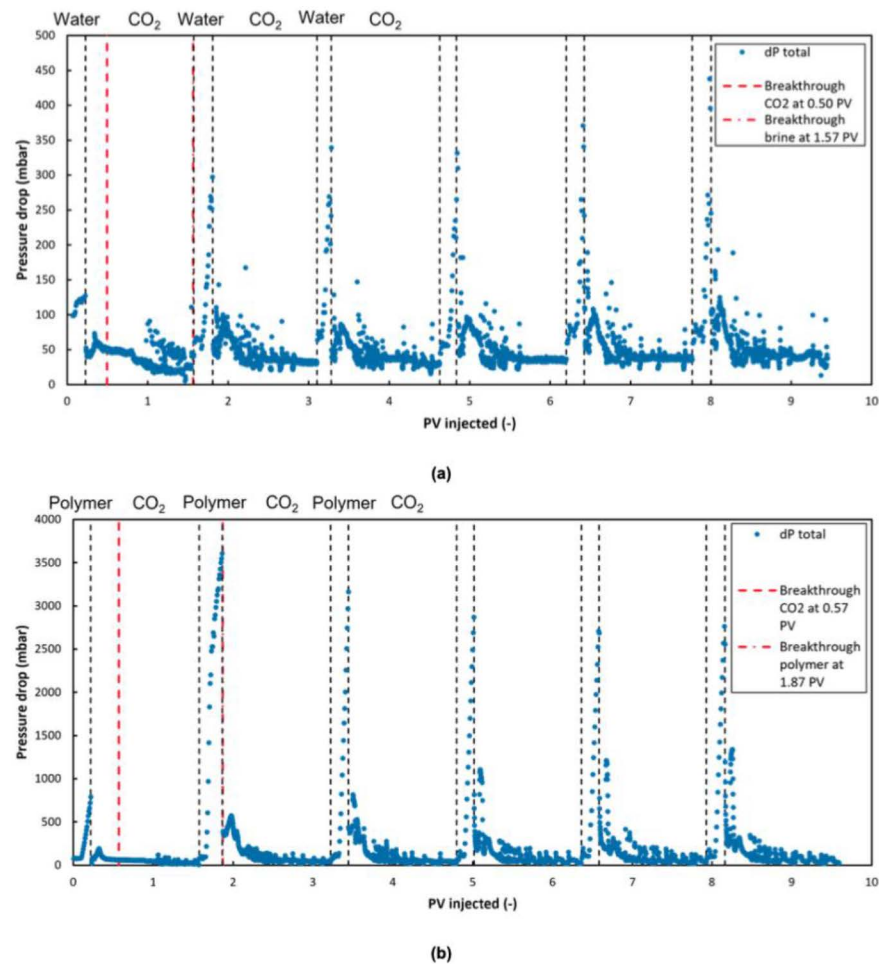 Water CO₂ Water CO₂ Water CO₂
500
450
400
350
300
250
200
150
100
50
0
Pressure drop (mbar)
dP total
Breakthrough
CO2 at 0.50 PV
Breakthrough
brine at 1.57 PV
0 1 2 3 4 5 6 7 8 9 10
PV injected (-)
(a)
Polymer CO₂ Polymer CO₂ Polymer CO₂
4000
3500
3000
2500
2000
1500
1000
500
0
Pressure drop (mbar)
dP total
Breakthrough
CO2 at 0.57
PV
Breakthrough
polymer at
1.87 PV
0 1 2 3 4 5 6 7 8 9 10
PV injected (-)
(b)